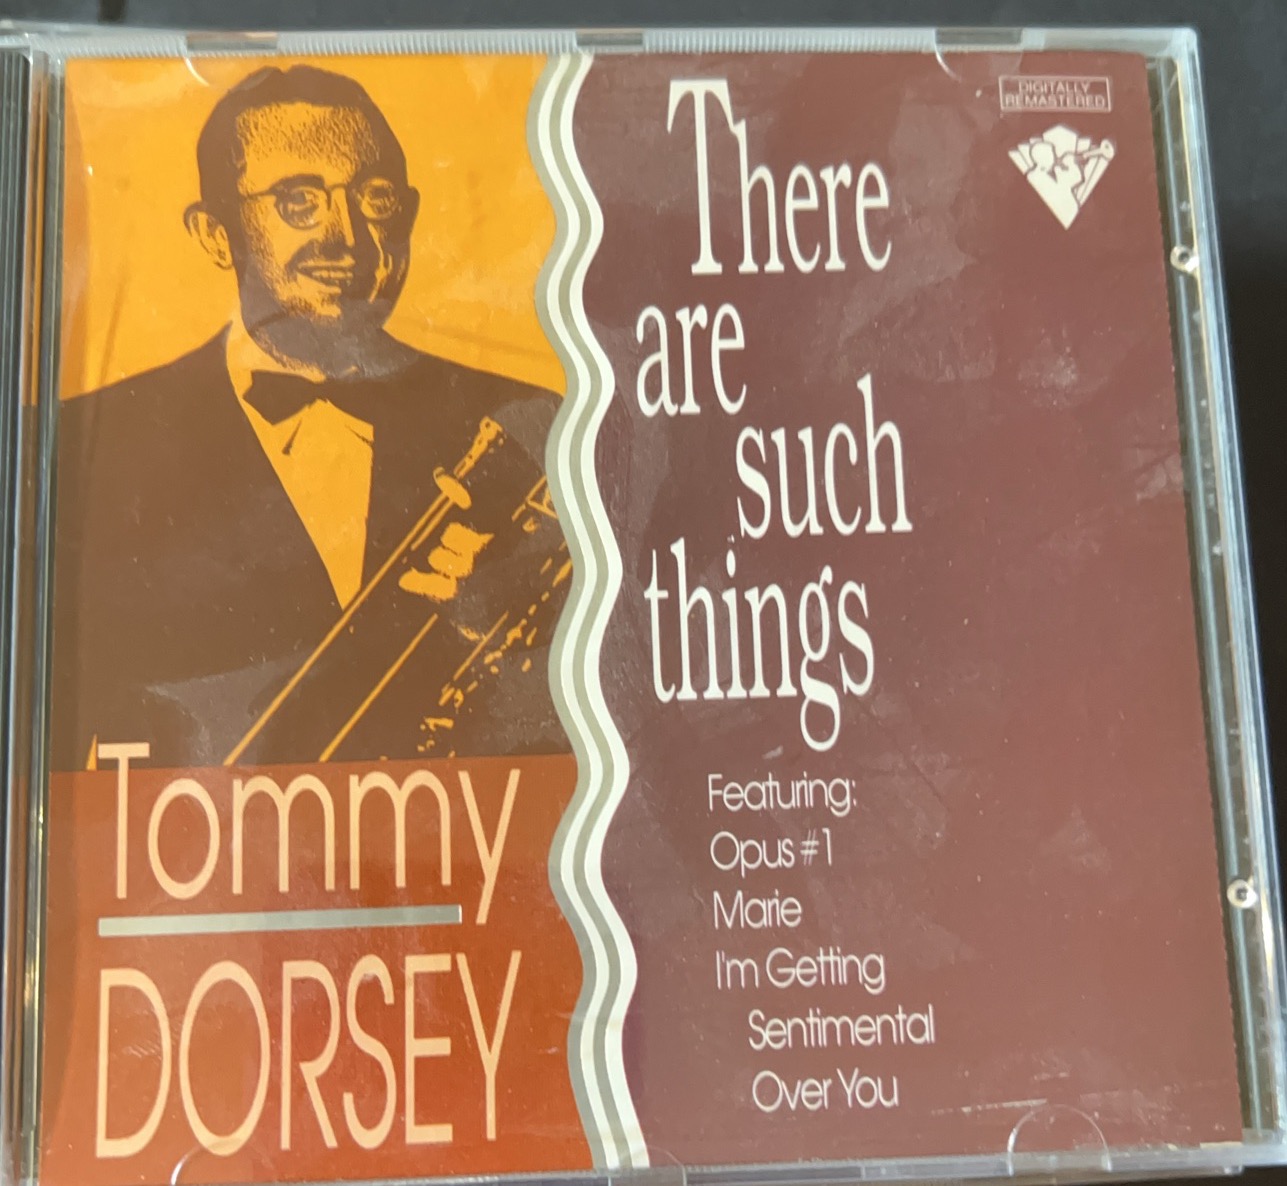 There
are
such
things
DIGITALLY
REMASTERED
Featuring:
Opus #1
Marie
I'm Getting
Sentimental
Over You
Tommy
DORSEY